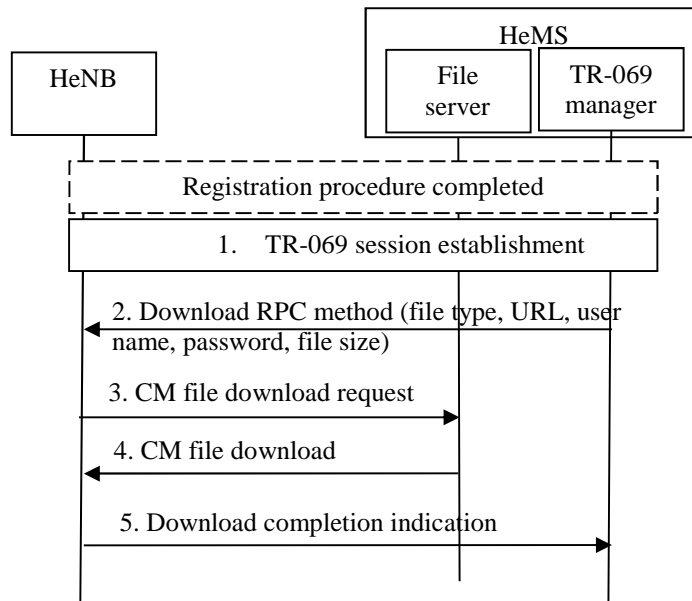 HeMS
HeNB
File
server
TR-069
manager
Registration procedure completed
1. TR-069 session establishment
2. Download RPC method (file type, URL, user
name, password, file size)
3. CM file download request
4. CM file download
5. Download completion indication